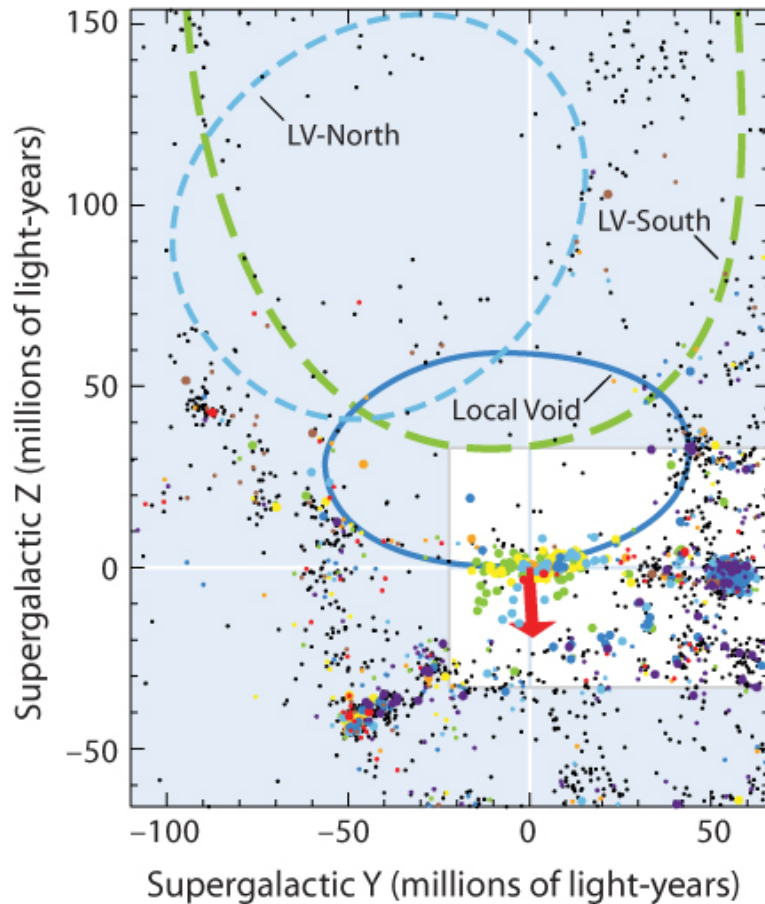 150
LV-North
100
LV-South
50
Local Void
0
–50
–100
–50
0
50
Supergalactic Z (millions of light-years)
Supergalactic Y (millions of light-years)